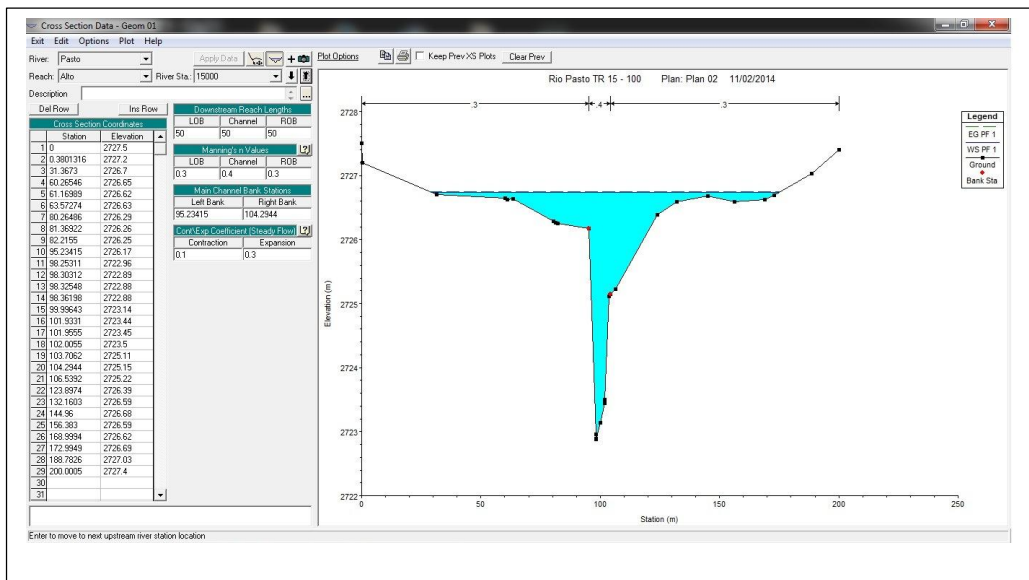 Cross Section Data - Geom 01
Exit Edit Options Plot Help
River: Pasto Apply Data Plot Options Keep Prev XS Plots Clear Prev
Reach: Alto River Sta.: 15000
Description
Del Row Ins Row
Cross Section Coordinates
Station Elevation
1 0 2727.5
2 0.3801316 2727.2
3 31.3673 2726.7
4 60.26546 2726.65
5 61.16989 2726.62
6 63.57274 2726.63
7 80.26486 2726.29
8 81.36922 2726.26
9 82.2155 2726.25
10 95.23415 2726.17
11 98.25311 2722.96
12 98.30312 2722.89
13 98.32548 2722.88
14 98.36198 2722.88
15 99.99643 2723.14
16 101.9331 2723.44
17 101.9555 2723.45
18 102.0055 2723.5
19 103.7062 2725.11
20 104.2944 2725.15
21 106.5392 2725.22
22 123.8974 2726.39
23 132.1603 2726.59
24 144.96 2726.68
25 156.383 2726.59
26 168.9994 2726.62
27 172.9949 2726.69
28 188.7826 2727.03
29 200.0005 2727.4
30
31
Downstream Reach Lengths
LOB Channel ROB
50 50 50
Manning's n Values
LOB Channel ROB
0.3 0.4 0.3
Main Channel Bank Stations
Left Bank Right Bank
95.23415 104.2944
Cont\Exp Coefficient (Steady Flow)
Contraction Expansion
0.1 0.3
Rio Pasto TR 15 - 100 Plan: Plan 02 11/02/2014
.3 .4 .3
2728
2727
2726
2725
2724
2723
2722
Elevation (m)
0 50 100 150 200 250
Station (m)
Legend
EG PF 1
WS PF 1
Ground
Bank Sta
Enter to move to next upstream river station location